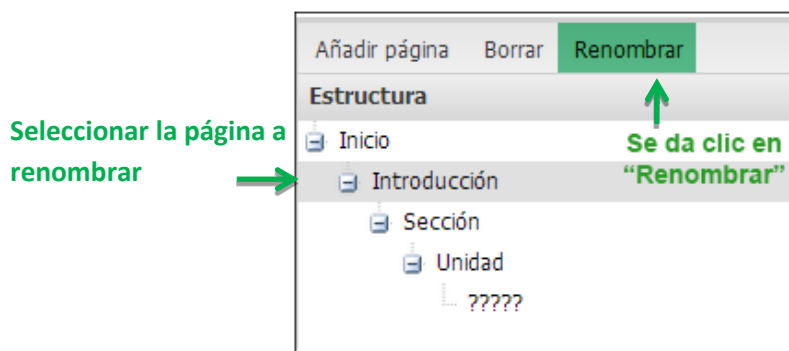 Añadir página Borrar Renombrar
Estructura
Seleccionar la página a
renombrar
Inicio
Introducción
Sección
Unidad
?????
Se da clic en
“Renombrar”